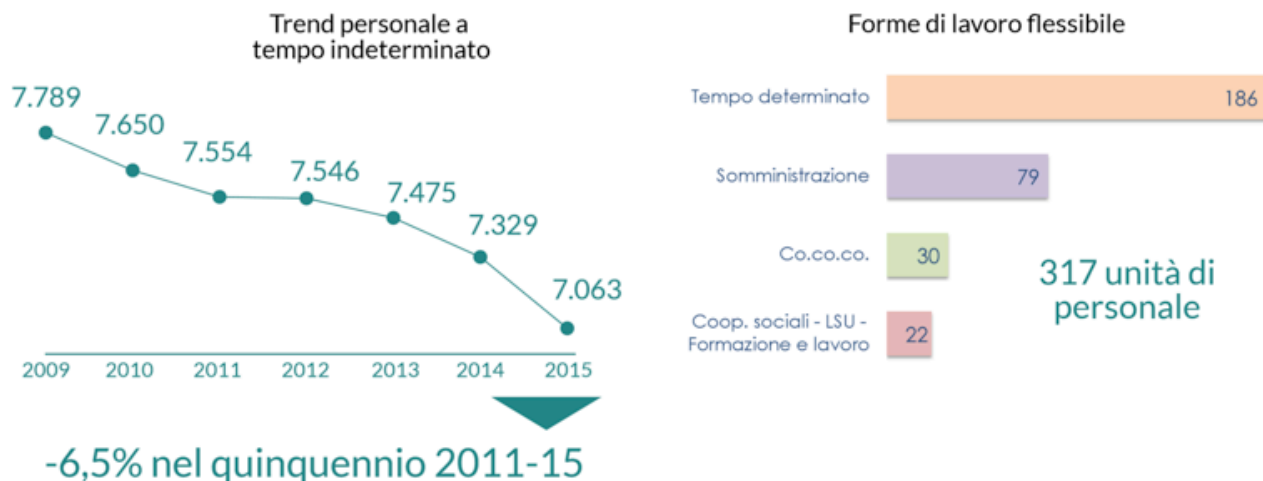 Trend personale a
tempo indeterminato
7.789
7.650
7.554
7.546
7.475
7.329
7.063
2009
2010
2011
2012
2013
2014
2015
-6,5% nel quinquennio 2011-15
Forme di lavoro flessibile
Tempo determinato
186
Somministrazione
79
Co.co.co.
30
Coop. sociali - LSU -
Formazione e lavoro
22
317 unità di
personale